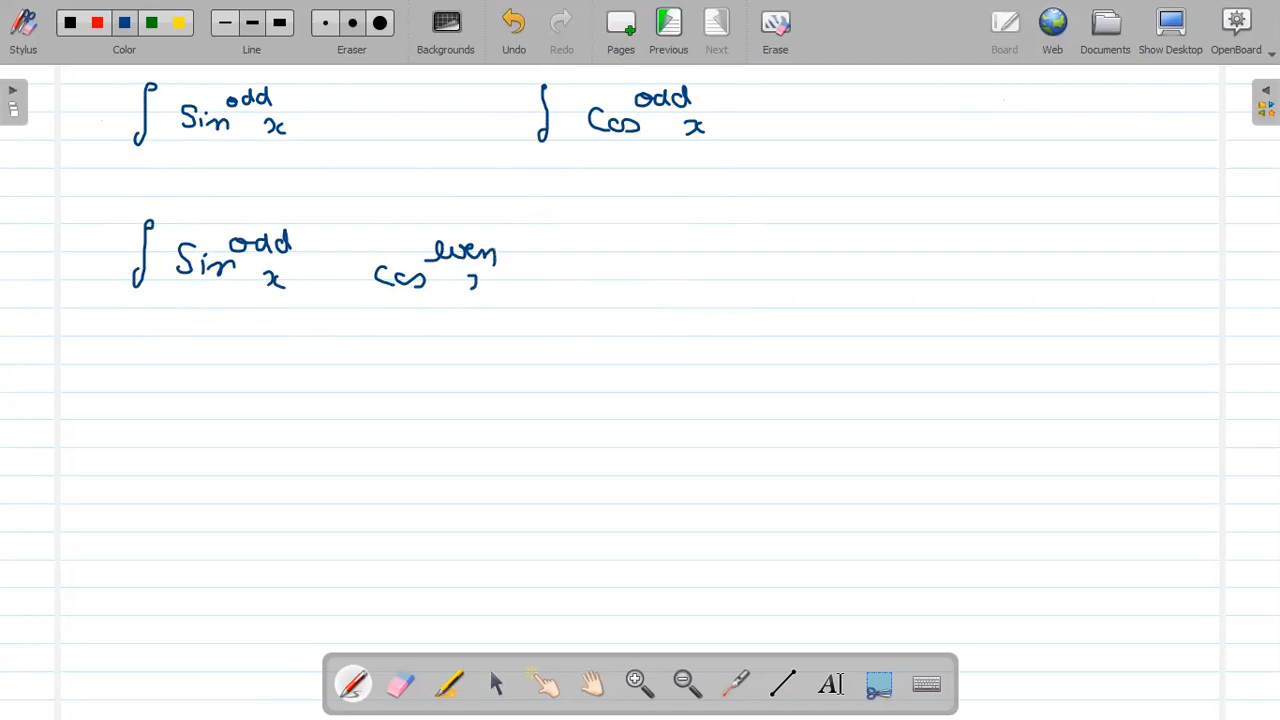 Stylus Color Line Eraser Backgrounds Undo Redo Pages Previous Next Erase Board Web Documents Show Desktop OpenBoard
∫ Sin^odd x ∫ Cos^odd x
∫ Sin^odd x Cos^even